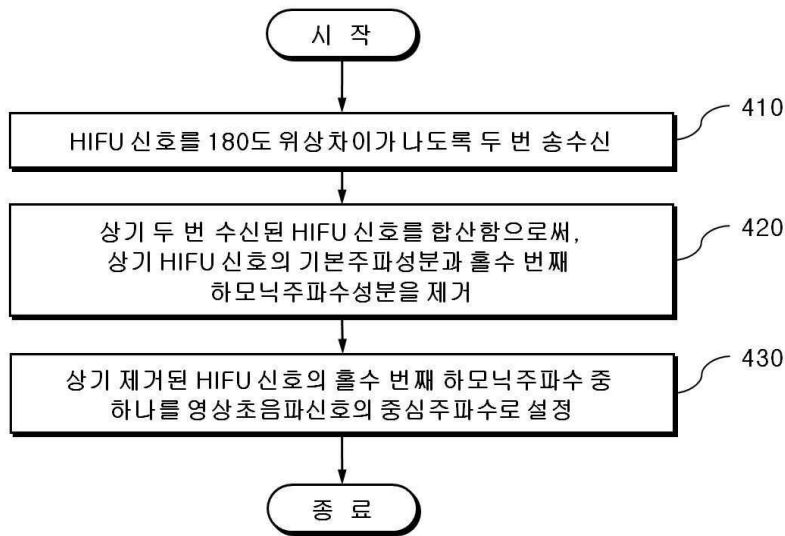 시 작
410
HIFU 신호를 180도 위상차이가 나도록 두 번 송수신
420
상기 두 번 수신된 HIFU 신호를 합산함으로써,
상기 HIFU 신호의 기본주파성분과 홀수 번째
하모닉주파수성분을 제거
430
상기 제거된 HIFU 신호의 홀수 번째 하모닉주파수 중
하나를 영상초음파신호의 중심주파수로 설정
종 료